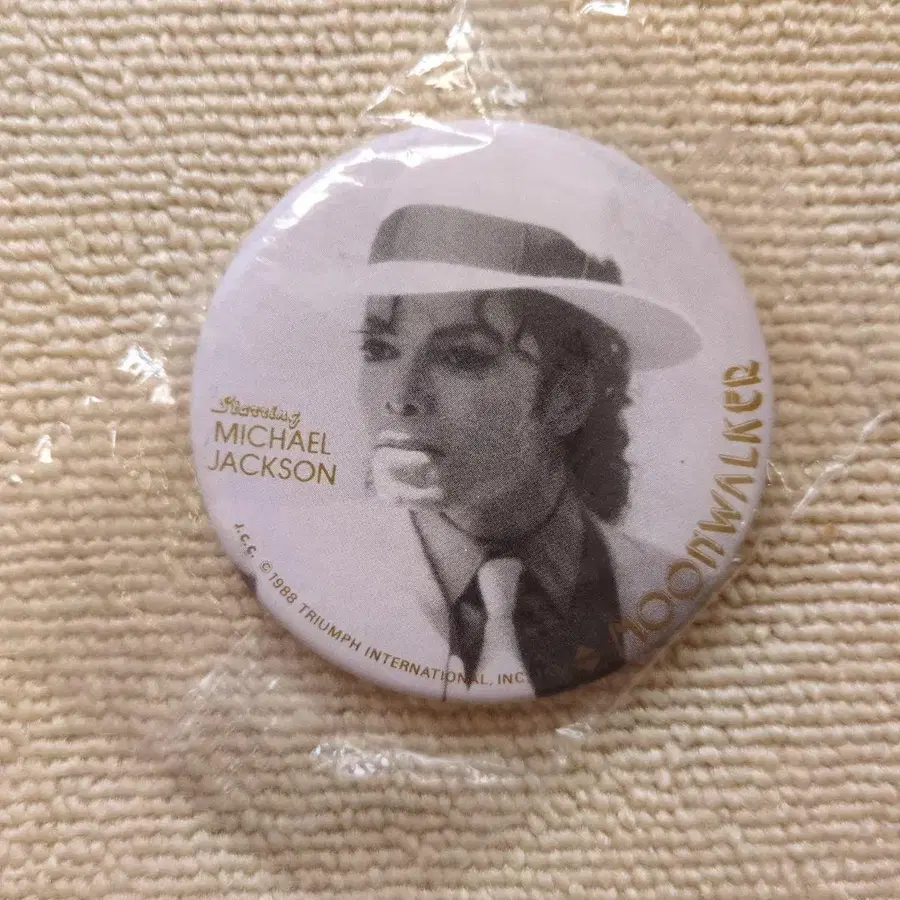 Starring
MICHAEL
JACKSON
J.C.C. ©1988 TRIUMPH INTERNATIONAL, INC.
MOONWALKER